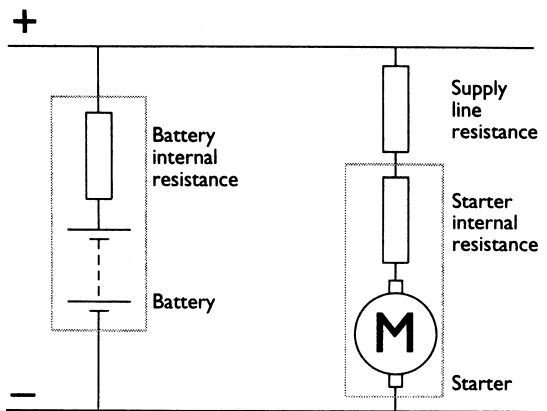 +
Battery
internal
resistance
Battery
Supply
line
resistance
Starter
internal
resistance
M
Starter
–